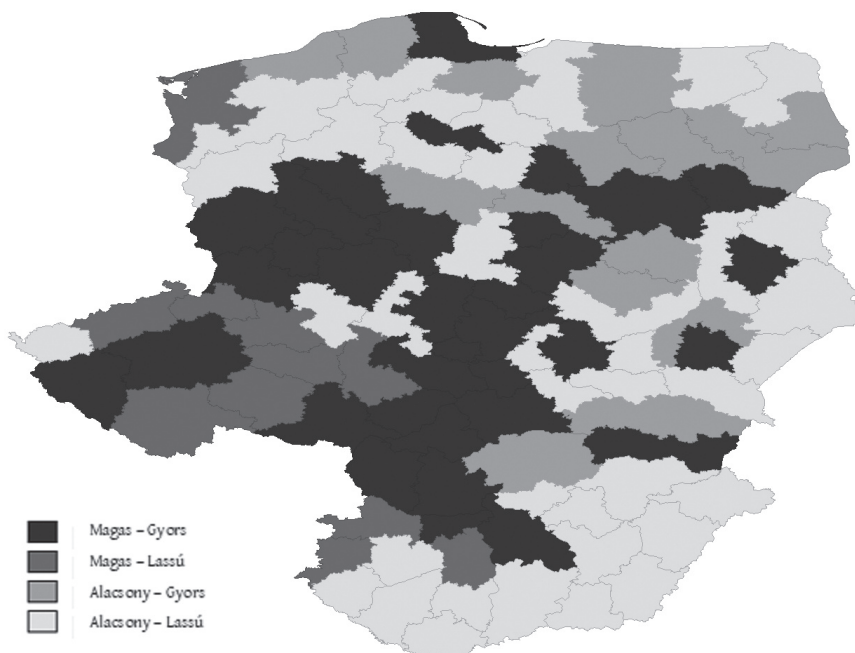 Magas – Gyors
Magas – Lassú
Alacsony – Gyors
Alacsony – Lassú